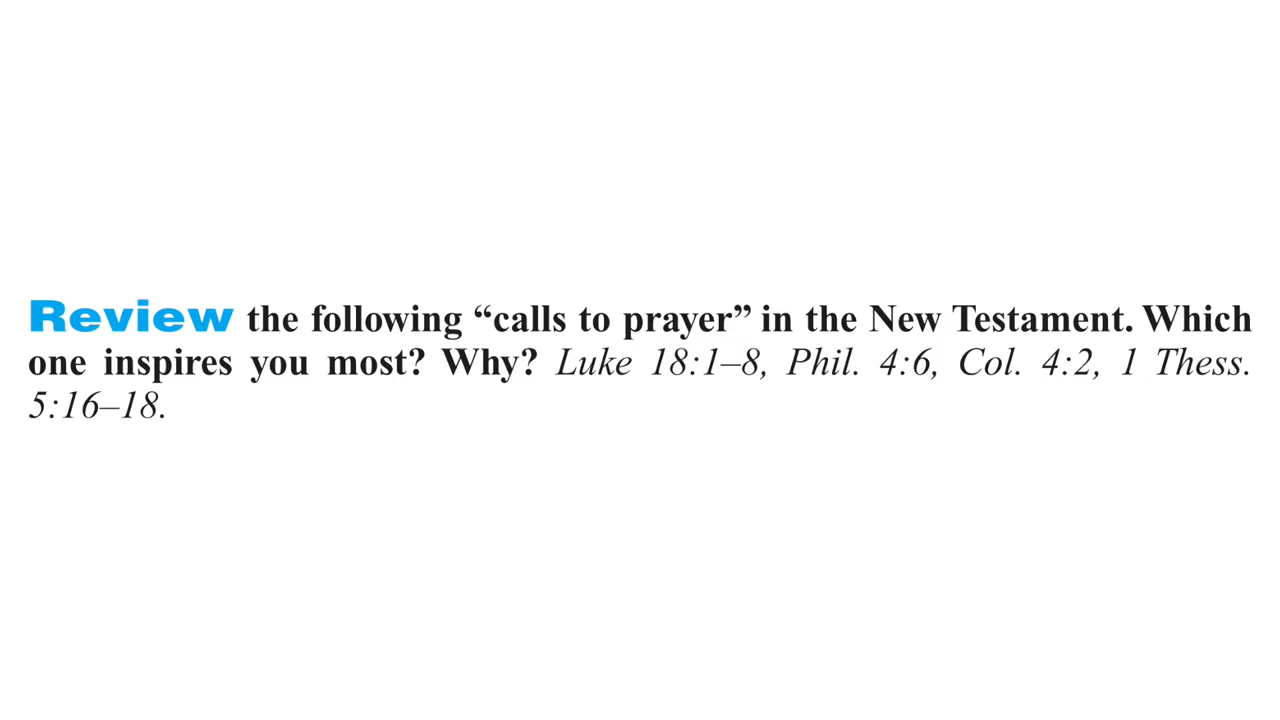 Review the following “calls to prayer” in the New Testament. Which
one inspires you most? Why? Luke 18:1–8, Phil. 4:6, Col. 4:2, 1 Thess.
5:16–18.